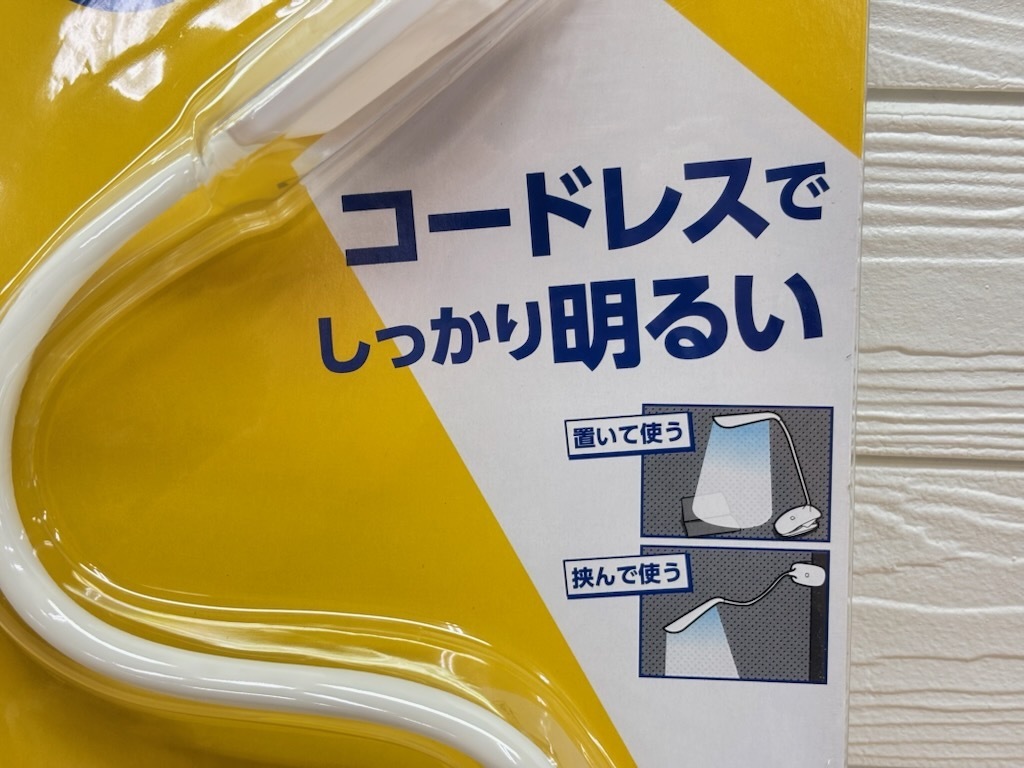 コードレスで
しっかり明るい
置いて使う
挟んで使う